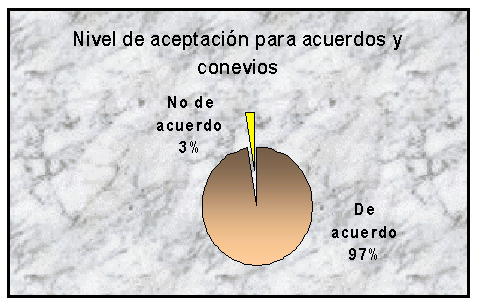 Nivel de aceptación para acuerdos y
conevios
No de
acuerdo
3%
De
acuerdo
97%